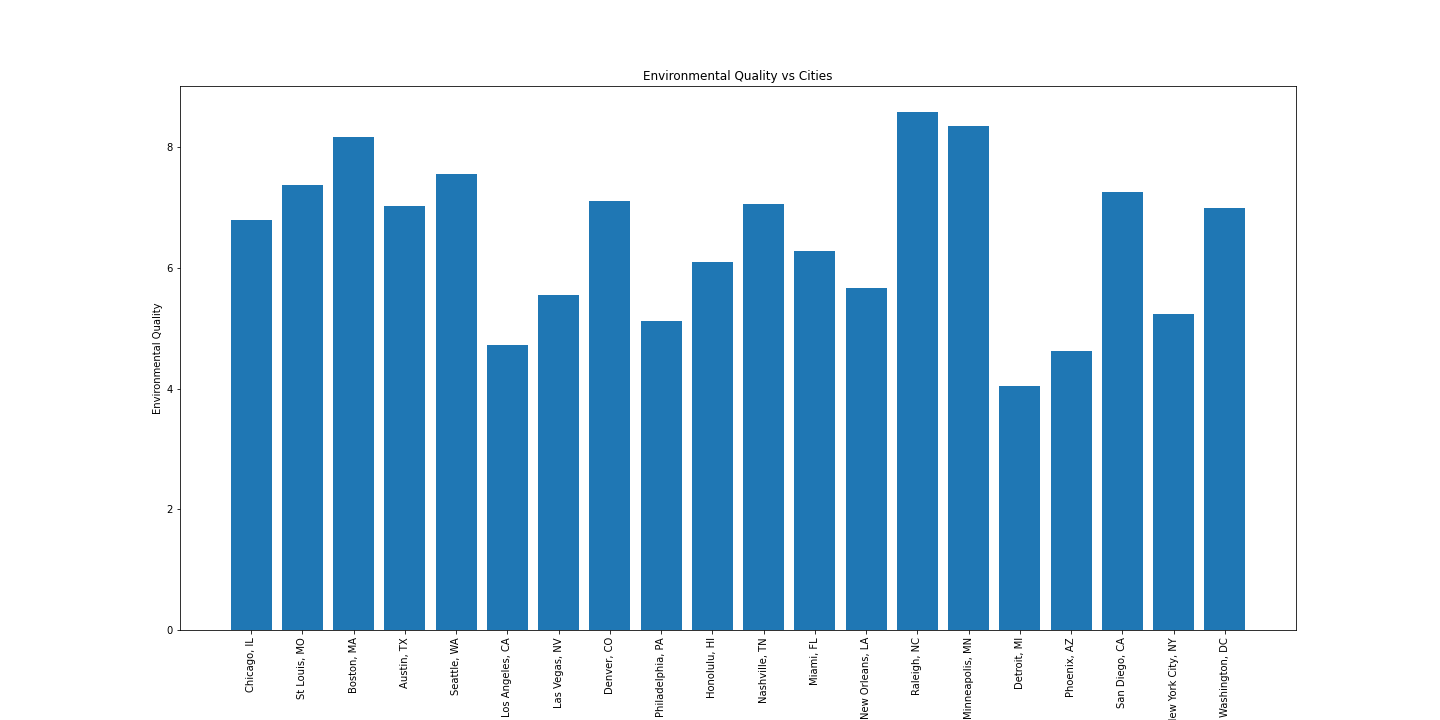 Environmental Quality vs Cities
Environmental Quality
8
6
4
2
0
Chicago, IL
St Louis, MO
Boston, MA
Austin, TX
Seattle, WA
Los Angeles, CA
Las Vegas, NV
Denver, CO
Philadelphia, PA
Honolulu, HI
Nashville, TN
Miami, FL
New Orleans, LA
Raleigh, NC
Minneapolis, MN
Detroit, MI
Phoenix, AZ
San Diego, CA
ew York City, NY
Washington, DC